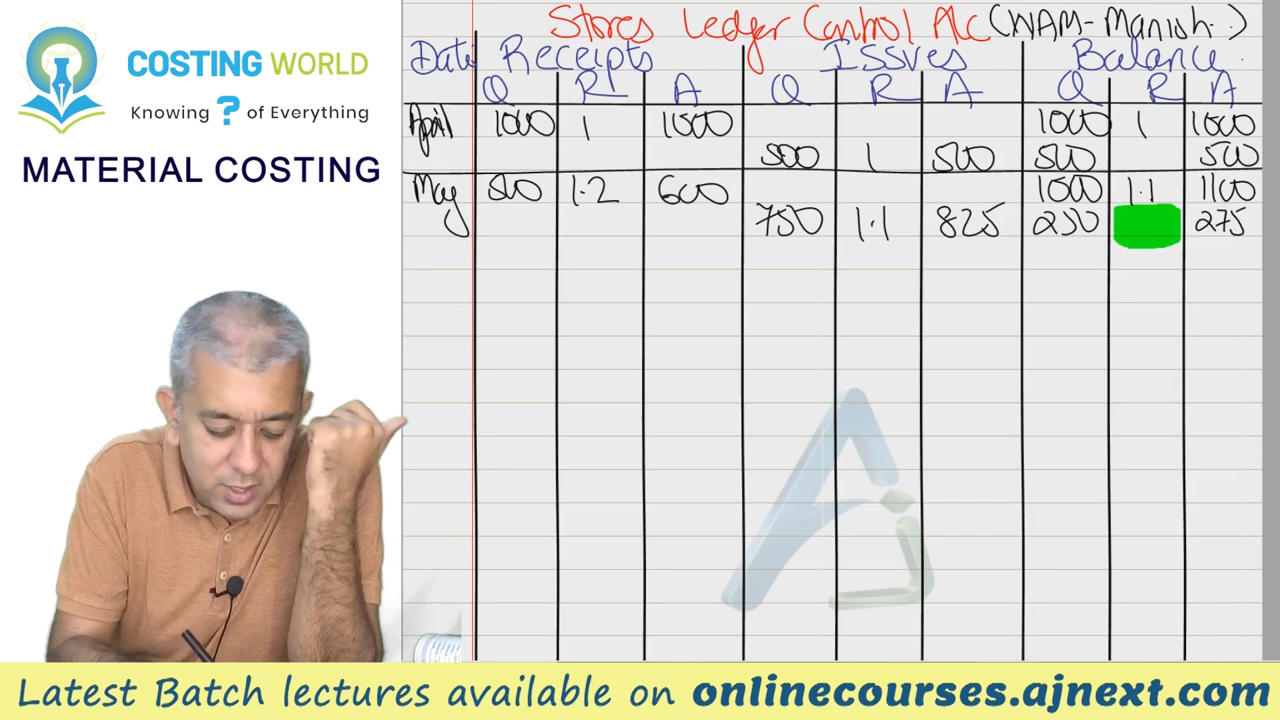 COSTING WORLD
Knowing ? of Everything
MATERIAL COSTING
Stores Ledger Control A/c (WAM-Manish.)
Date Receipts Issues Balance
Q R A Q R A Q R A
April 1000 1 1000 1000 1 1000
500 1 500 500 500
May 500 1.2 600 1000 1.1 1100
750 1.1 825 250 275
Latest Batch lectures available on onlinecourses.ajnext.com